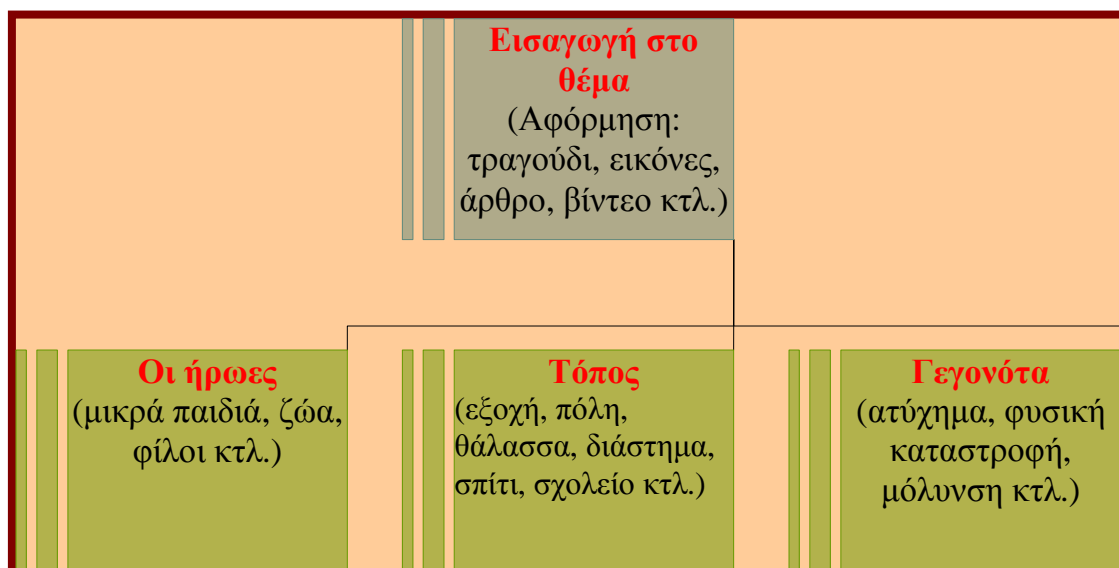 Εισαγωγή στο
θέμα
(Αφόρμηση:
τραγούδι, εικόνες,
άρθρο, βίντεο κτλ.)
Οι ήρωες
(μικρά παιδιά, ζώα,
φίλοι κτλ.)
Τόπος
(εξοχή, πόλη,
θάλασσα, διάστημα,
σπίτι, σχολείο κτλ.)
Γεγονότα
(ατύχημα, φυσική
καταστροφή,
μόλυνση κτλ.)